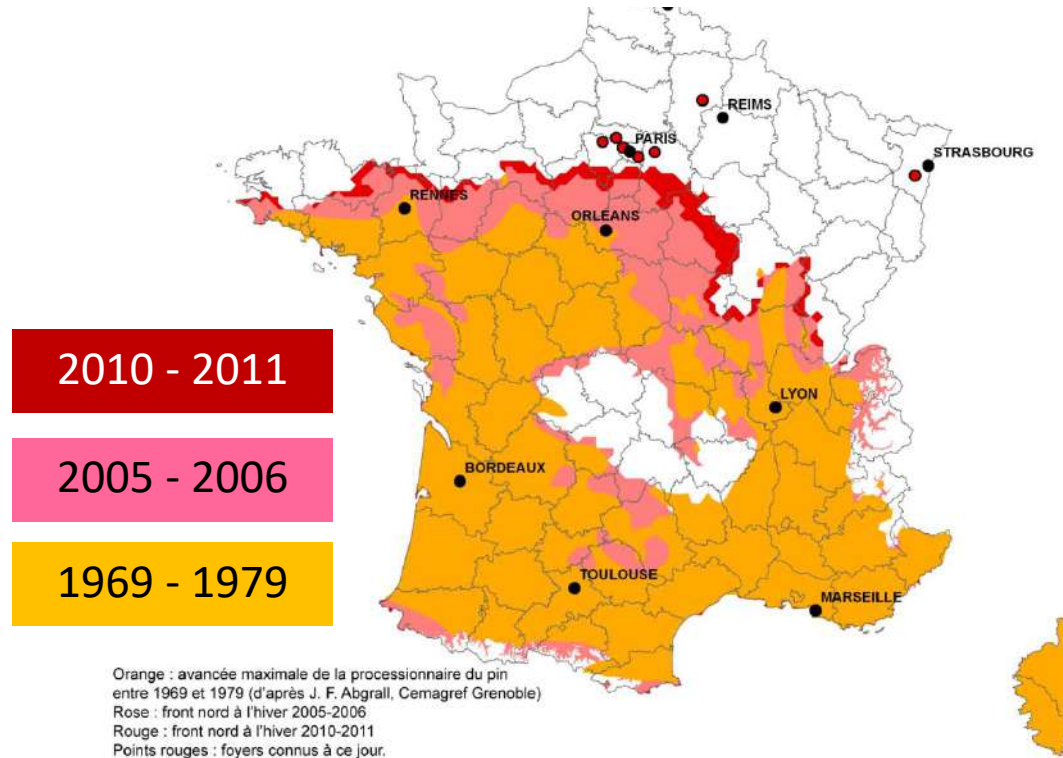 REIMS
PARIS
STRASBOURG
RENNES
ORLEANS
2010 - 2011
LYON
2005 - 2006
BORDEAUX
1969 - 1979
TOULOUSE
MARSEILLE
Orange : avancée maximale de la processionnaire du pin
entre 1969 et 1979 (d'après J. F. Abgrall, Cemagref Grenoble)
Rose : front nord à l'hiver 2005-2006
Rouge : front nord à l'hiver 2010-2011
Points rouges : foyers connus à ce jour.